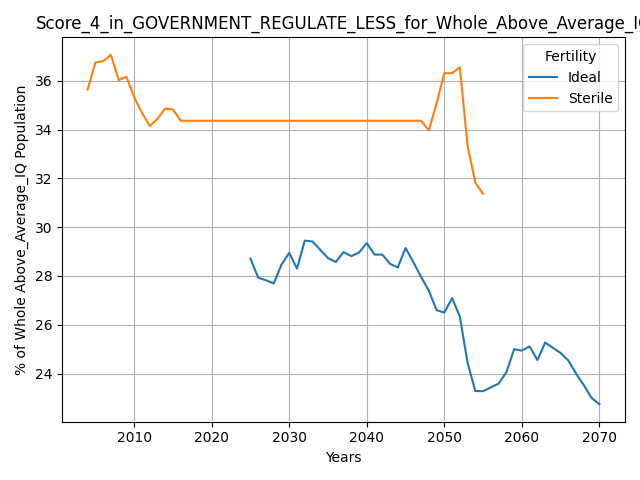 Score_4_in_GOVERNMENT_REGULATE_LESS_for_Whole_Above_Average_IQ
Fertility
Ideal
Sterile
% of Whole Above_Average_IQ Population
36
34
32
30
28
26
24
2010 2020 2030 2040 2050 2060 2070
Years